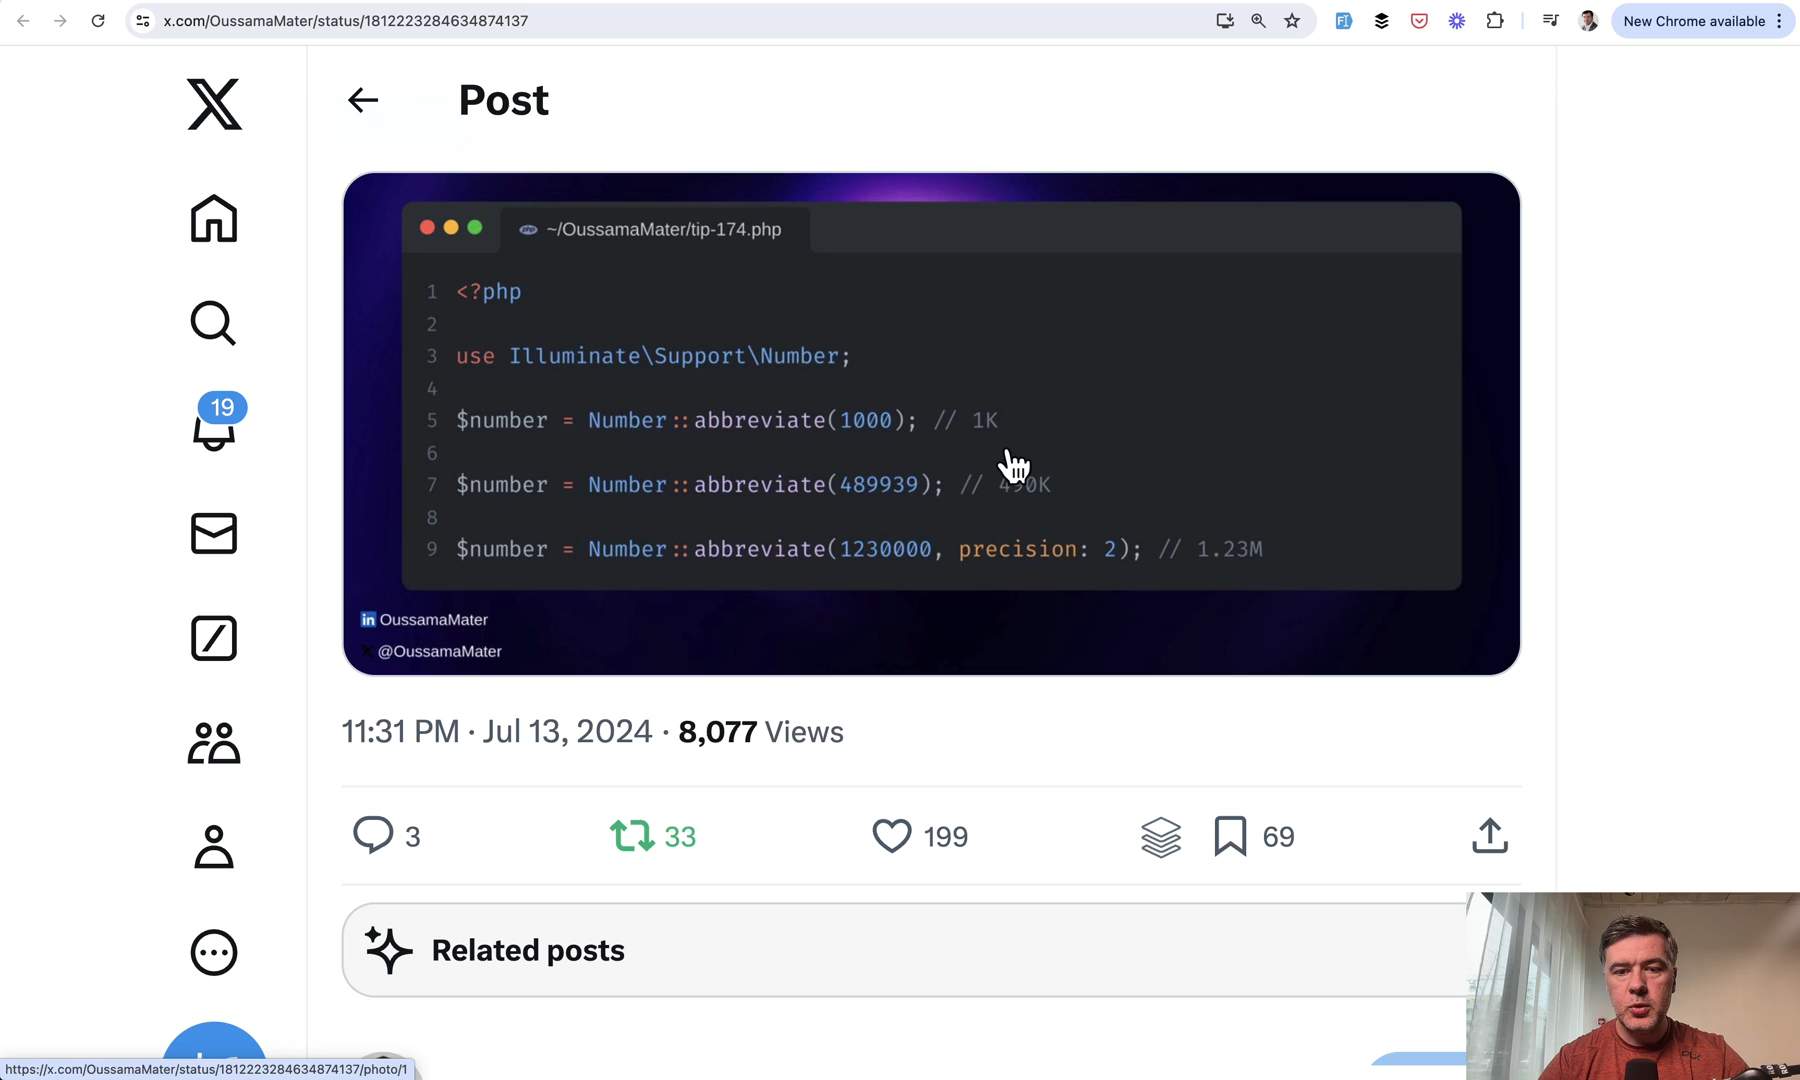 x.com/OussamaMater/status/1812223284634874137
New Chrome available
Post
~/OussamaMater/tip-174.php
1 <?php
2
3 use Illuminate\Support\Number;
4
5 $number = Number::abbreviate(1000); // 1K
6
7 $number = Number::abbreviate(489939); // 490K
8
9 $number = Number::abbreviate(1230000, precision: 2); // 1.23M
in OussamaMater
X @OussamaMater
19
11:31 PM · Jul 13, 2024 · 8,077 Views
3 33 199 69
Related posts
https://x.com/OussamaMater/status/1812223284634874137/photo/1